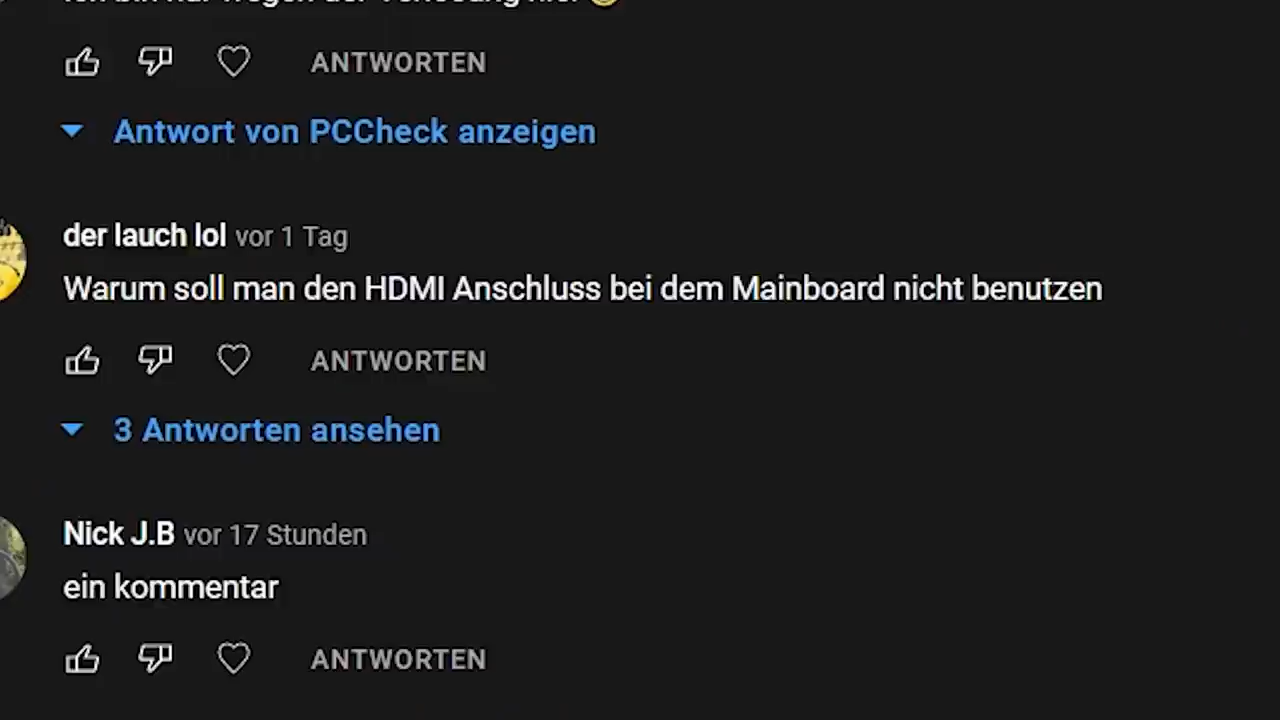 ANTWORTEN
Antwort von PCCheck anzeigen
der lauch lol vor 1 Tag
Warum soll man den HDMI Anschluss bei dem Mainboard nicht benutzen
ANTWORTEN
3 Antworten ansehen
Nick J.B vor 17 Stunden
ein kommentar
ANTWORTEN